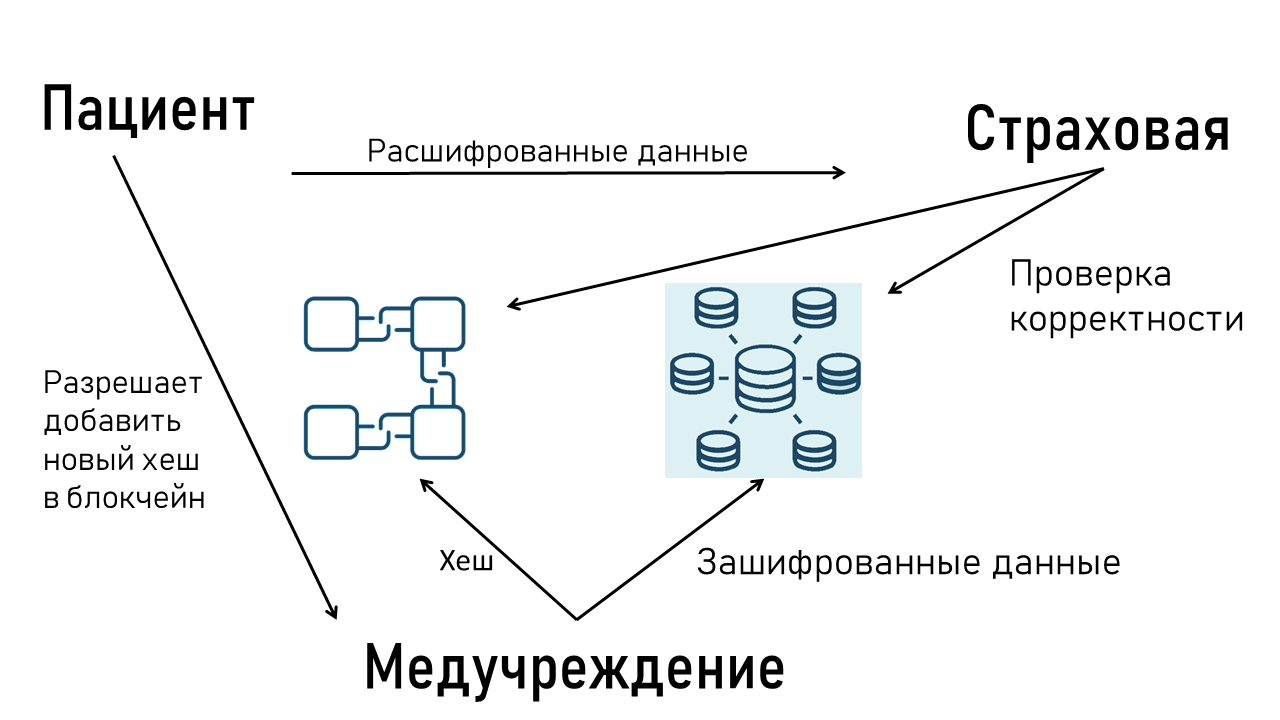 Пациент
Страховая
Расшифрованные данные
Проверка
корректности
Разрешает
добавить
новый хеш
в блокчейн
Хеш
Зашифрованные данные
Медучреждение